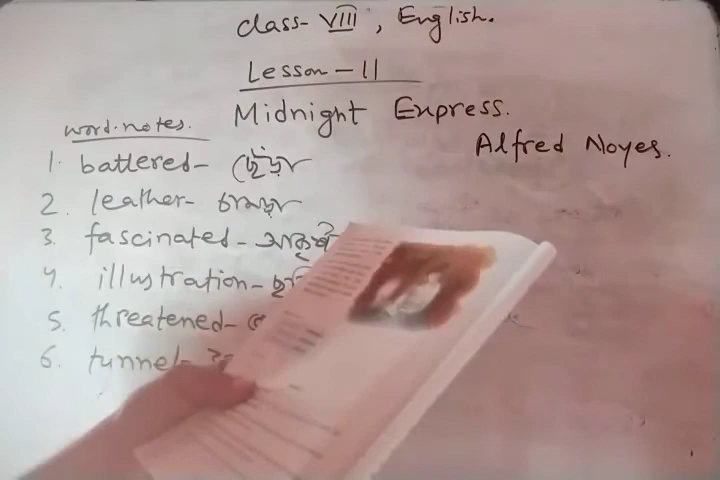 class- VIII, English.
Lesson - 11
Midnight Express.
Alfred Noyes.
word.notes.
1. battered- ছেঁড়া
2. leather- চামড়া
3. fascinated-
4. illustration-
5. threatened-
6. tunnel-